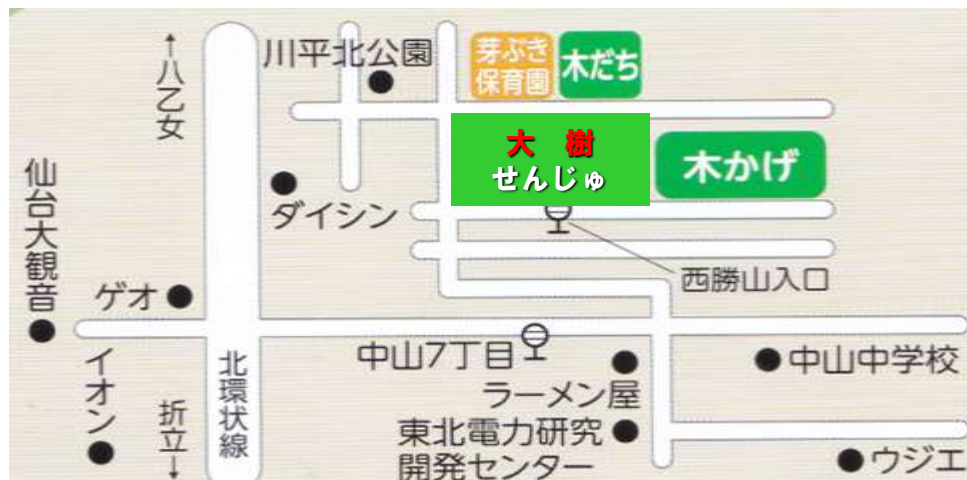 ↑八乙女
川平北公園
芽ぶき
保育園
木だち
大　樹
せんじゅ
木かげ
仙台大観音
ダイシン
西勝山入口
ゲオ
中山7丁目
中山中学校
イオン
折立↓
北環状線
ラーメン屋
東北電力研究
開発センター
ウジエ